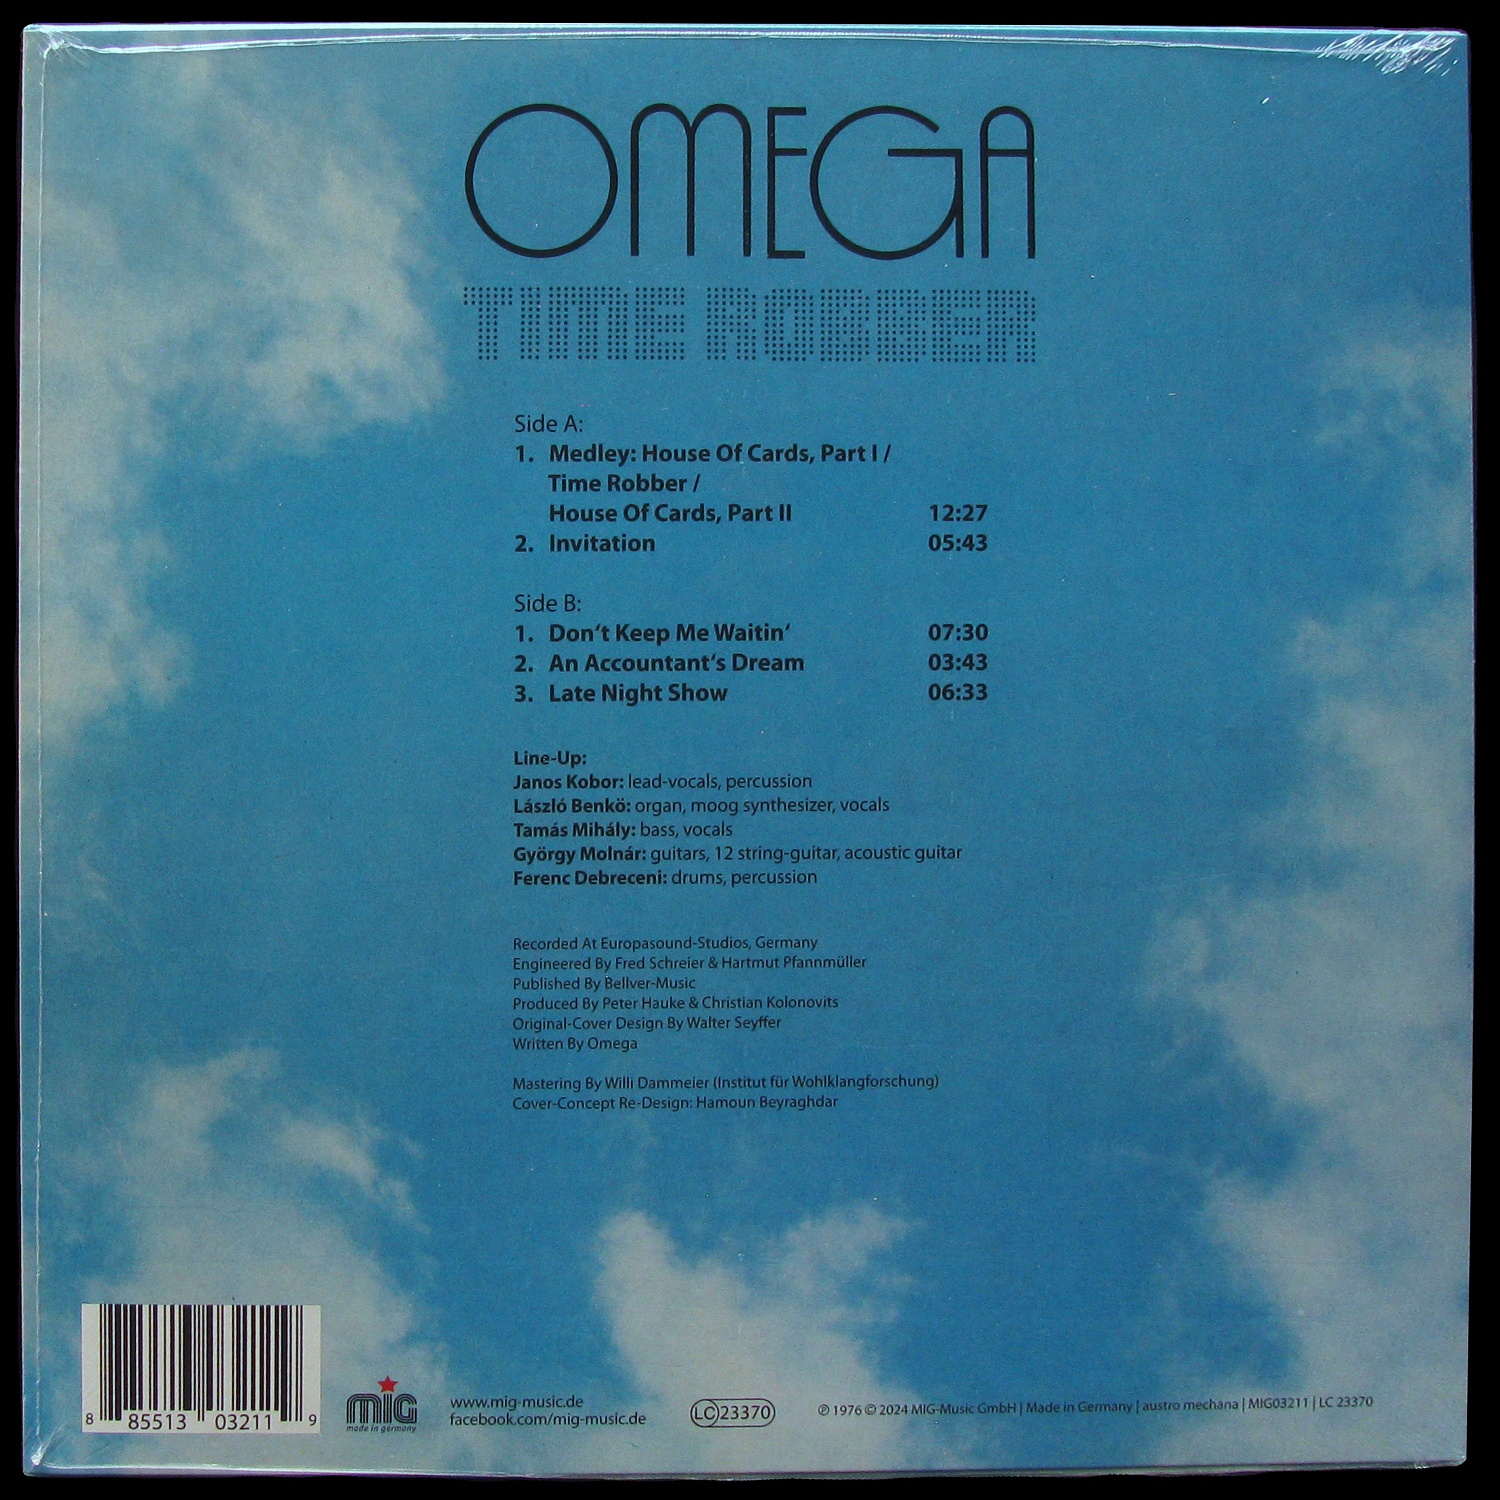 OMEGA
TIME ROBBER
Side A:
1. Medley: House Of Cards, Part I /
Time Robber /
House Of Cards, Part II 12:27
2. Invitation 05:43
Side B:
1. Don‘t Keep Me Waitin‘ 07:30
2. An Accountant‘s Dream 03:43
3. Late Night Show 06:33
Line-Up:
Janos Kobor: lead-vocals, percussion
László Benkö: organ, moog synthesizer, vocals
Tamás Mihály: bass, vocals
György Molnár: guitars, 12 string-guitar, acoustic guitar
Ferenc Debreceni: drums, percussion
Recorded At Europasound-Studios, Germany
Engineered By Fred Schreier & Hartmut Pfannmüller
Published By Bellver-Music
Produced By Peter Hauke & Christian Kolonovits
Original-Cover Design By Walter Seyffer
Written By Omega
Mastering By Willi Dammeier (Institut für Wohlklangforschung)
Cover-Concept Re-Design: Hamoun Beyraghdar
8 85513 03211 9
mig
made in germany
www.mig-music.de
facebook.com/mig-music.de
LC 23370
℗ 1976 © 2024 MIG-Music GmbH | Made in Germany | austro mechana | MIG03211 | LC 23370